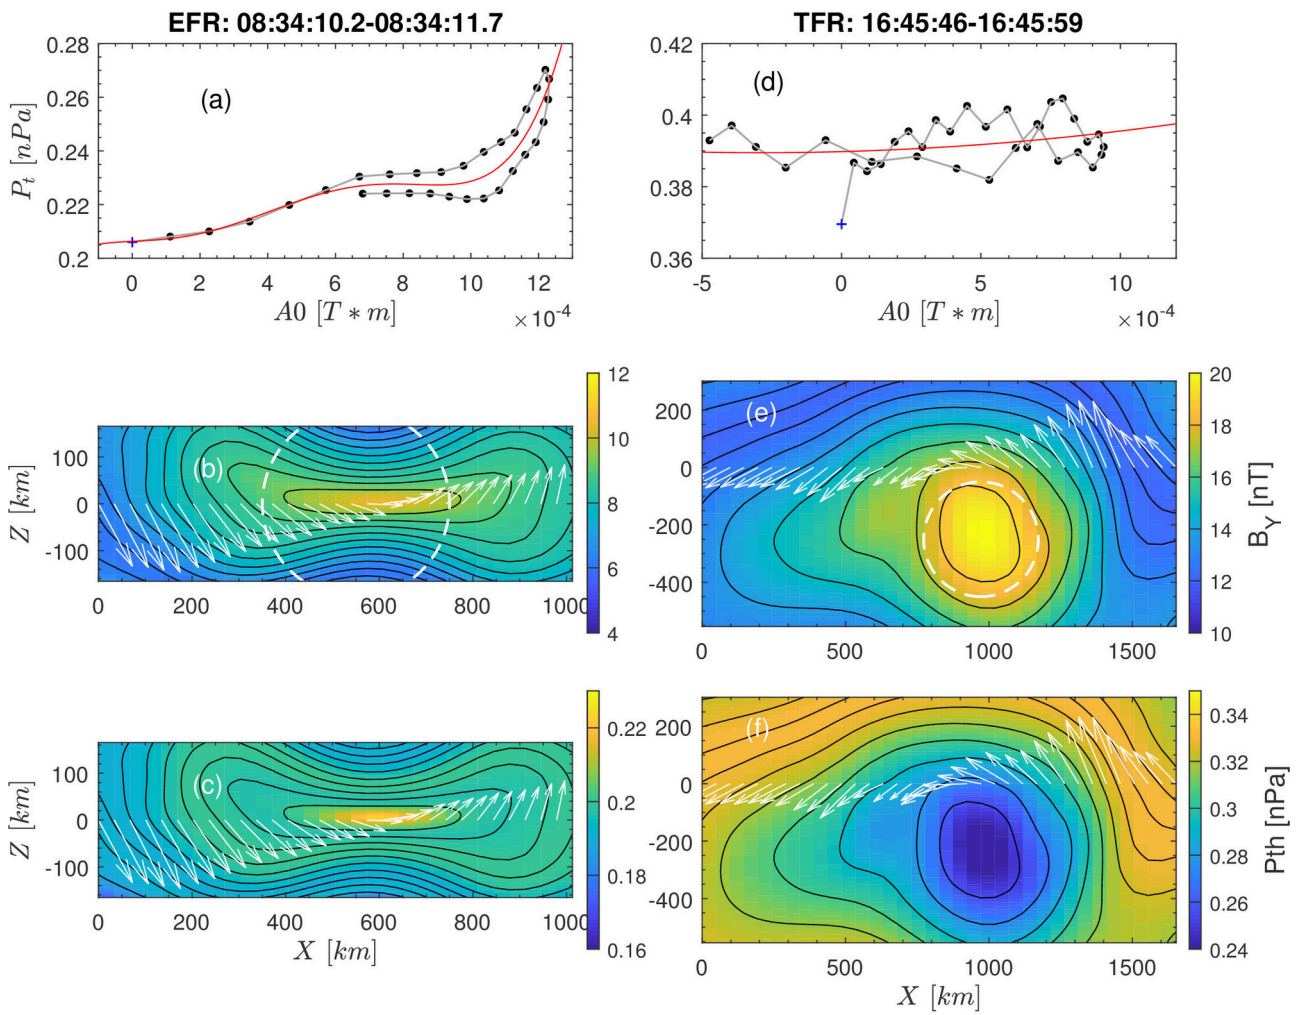 EFR: 08:34:10.2-08:34:11.7
0.28
0.26
0.24
0.22
0.2
P_t [nPa]
(a)
0 2 4 6 8 10 12
A0 [T * m]
×10^-4
TFR: 16:45:46-16:45:59
0.42
0.4
0.38
0.36
(d)
-5 0 5 10
A0 [T * m]
×10^-4
100
0
-100
Z [km]
(b)
0 200 400 600 800 1000
12
10
8
6
4
200
0
-200
-400
(e)
0 500 1000 1500
20
18
16
14
12
10
B_Y [nT]
100
0
-100
Z [km]
(c)
0 200 400 600 800 1000
X [km]
0.22
0.2
0.18
0.16
200
0
-200
-400
(f)
0 500 1000 1500
X [km]
0.34
0.32
0.3
0.28
0.26
0.24
Pth [nPa]